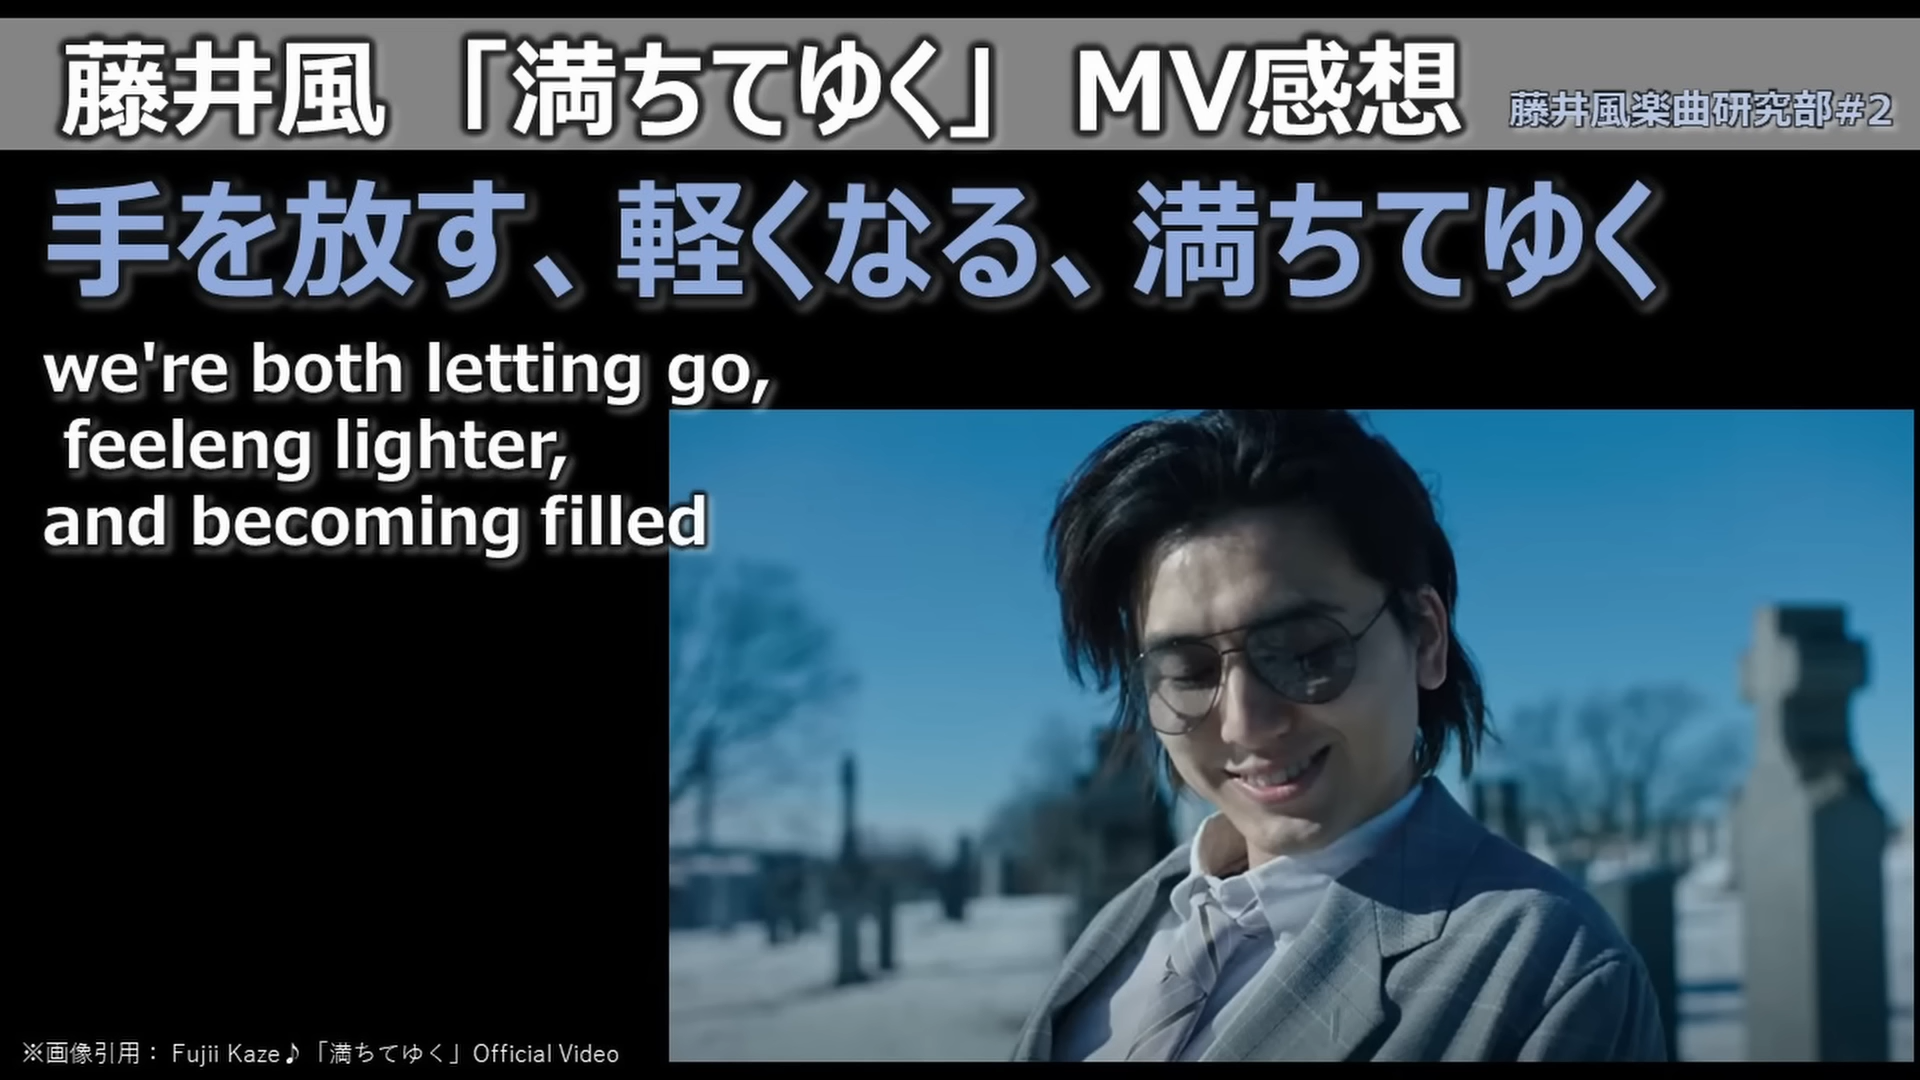 藤井風 「満ちてゆく」 MV感想 藤井風楽曲研究部#2
手を放す、軽くなる、満ちてゆく
we're both letting go,
feeleng lighter,
and becoming filled
※画像引用： Fujii Kaze♪「満ちてゆく」Official Video